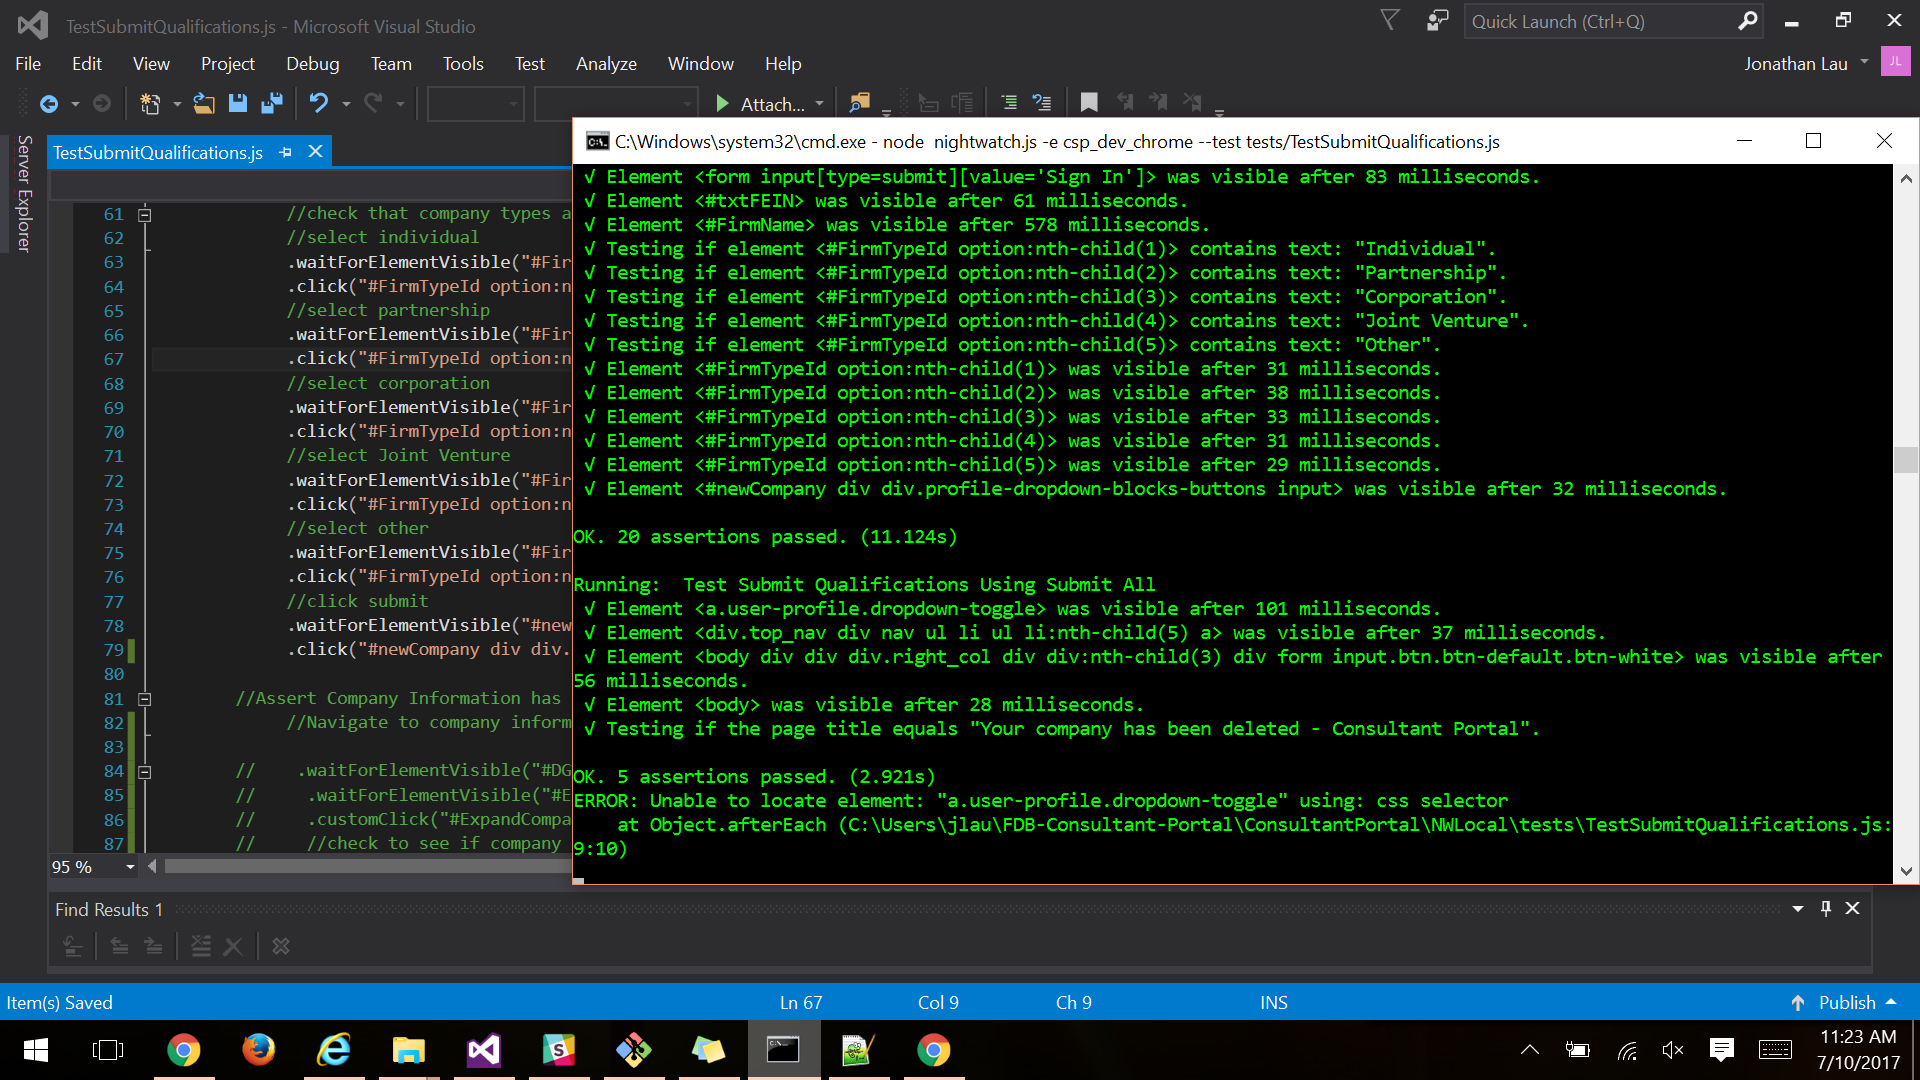 TestSubmitQualifications.js - Microsoft Visual Studio
Quick Launch (Ctrl+Q)
File Edit View Project Debug Team Tools Test Analyze Window Help
Jonathan Lau JL
Attach...
Server Explorer
TestSubmitQualifications.js
61 //check that company types a
62 //select individual
63 .waitForElementVisible("#Fir
64 .click("#FirmTypeId option:n
65 //select partnership
66 .waitForElementVisible("#Fir
67 .click("#FirmTypeId option:n
68 //select corporation
69 .waitForElementVisible("#Fir
70 .click("#FirmTypeId option:n
71 //select Joint Venture
72 .waitForElementVisible("#Fir
73 .click("#FirmTypeId option:n
74 //select other
75 .waitForElementVisible("#Fir
76 .click("#FirmTypeId option:n
77 //click submit
78 .waitForElementVisible("#new
79 .click("#newCompany div div.
80
81 //Assert Company Information has
82 //Navigate to company inform
83
84 // .waitForElementVisible("#DG
85 // .waitForElementVisible("#E
86 // .customClick("#ExpandCompa
87 // //check to see if company
95 %
C:\Windows\system32\cmd.exe - node nightwatch.js -e csp_dev_chrome --test tests/TestSubmitQualifications.js
√ Element <form input[type=submit][value='Sign In']> was visible after 83 milliseconds.
√ Element <#txtFEIN> was visible after 61 milliseconds.
√ Element <#FirmName> was visible after 578 milliseconds.
√ Testing if element <#FirmTypeId option:nth-child(1)> contains text: "Individual".
√ Testing if element <#FirmTypeId option:nth-child(2)> contains text: "Partnership".
√ Testing if element <#FirmTypeId option:nth-child(3)> contains text: "Corporation".
√ Testing if element <#FirmTypeId option:nth-child(4)> contains text: "Joint Venture".
√ Testing if element <#FirmTypeId option:nth-child(5)> contains text: "Other".
√ Element <#FirmTypeId option:nth-child(1)> was visible after 31 milliseconds.
√ Element <#FirmTypeId option:nth-child(2)> was visible after 38 milliseconds.
√ Element <#FirmTypeId option:nth-child(3)> was visible after 33 milliseconds.
√ Element <#FirmTypeId option:nth-child(4)> was visible after 31 milliseconds.
√ Element <#FirmTypeId option:nth-child(5)> was visible after 29 milliseconds.
√ Element <#newCompany div div.profile-dropdown-blocks-buttons input> was visible after 32 milliseconds.
OK. 20 assertions passed. (11.124s)
Running: Test Submit Qualifications Using Submit All
√ Element <a.user-profile.dropdown-toggle> was visible after 101 milliseconds.
√ Element <div.top_nav div nav ul li ul li:nth-child(5) a> was visible after 37 milliseconds.
√ Element <body div div div.right_col div div:nth-child(3) div form input.btn.btn-default.btn-white> was visible after
56 milliseconds.
√ Element <body> was visible after 28 milliseconds.
√ Testing if the page title equals "Your company has been deleted - Consultant Portal".
OK. 5 assertions passed. (2.921s)
ERROR: Unable to locate element: "a.user-profile.dropdown-toggle" using: css selector
at Object.afterEach (C:\Users\jlau\FDB-Consultant-Portal\ConsultantPortal\NWLocal\tests\TestSubmitQualifications.js:
9:10)
Find Results 1
Item(s) Saved Ln 67 Col 9 Ch 9 INS Publish
11:23 AM
7/10/2017